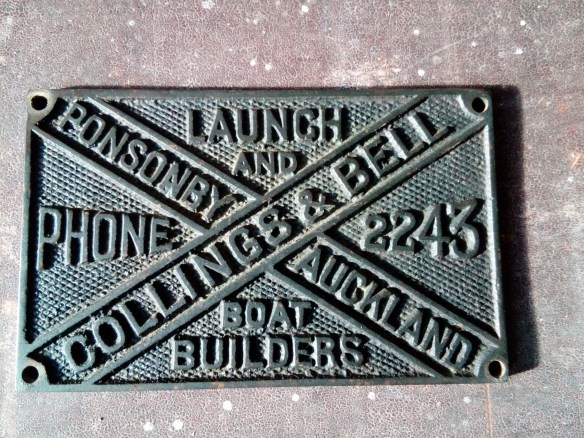 LAUNCH
AND
PONSONBY
COLLINGS & BELL
PHONE 2243
AUCKLAND
BOAT
BUILDERS